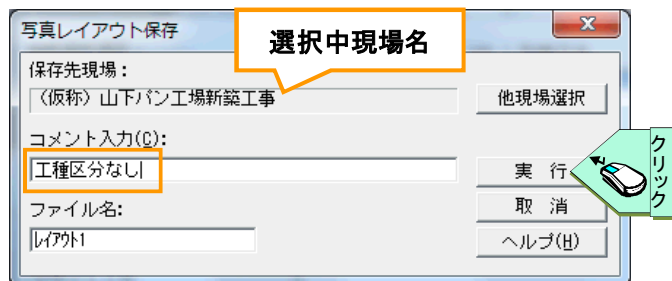 写真レイアウト保存
選択中現場名
保存先現場：
（仮称）山下パン工場新築工事
他現場選択
コメント入力(C):
工種区分なし
実　行
クリック
ファイル名:
ﾚｲｱｳﾄ1
取　消
ヘルプ(H)